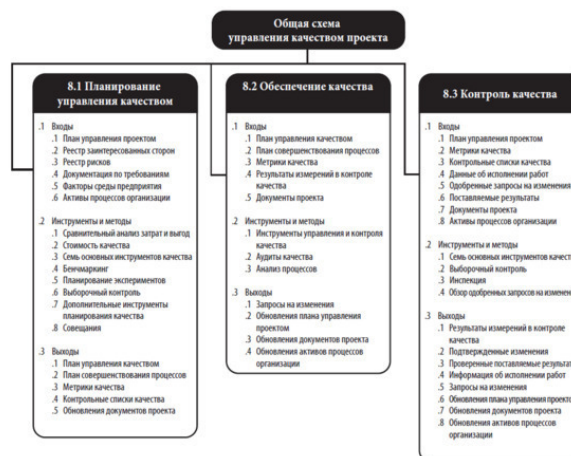 Общая схема
управления качеством проекта
8.1 Планирование
управления качеством
.1 Входы
.1 План управления проектом
.2 Реестр заинтересованных сторон
.3 Реестр рисков
.4 Документация по требованиям
.5 Факторы среды предприятия
.6 Активы процессов организации
.2 Инструменты и методы
.1 Сравнительный анализ затрат и выгод
.2 Стоимость качества
.3 Семь основных инструментов качества
.4 Бенчмаркинг
.5 Планирование экспериментов
.6 Выборочный контроль
.7 Дополнительные инструменты
планирования качества
.8 Совещания
.3 Выходы
.1 План управления качеством
.2 План совершенствования процессов
.3 Метрики качества
.4 Контрольные списки качества
.5 Обновления документов проекта
8.2 Обеспечение качества
.1 Входы
.1 План управления качеством
.2 План совершенствования процессов
.3 Метрики качества
.4 Результаты измерений в контроле
качества
.5 Документы проекта
.2 Инструменты и методы
.1 Инструменты управления и контроля
качества
.2 Аудиты качества
.3 Анализ процессов
.3 Выходы
.1 Запросы на изменения
.2 Обновления плана управления
проектом
.3 Обновления документов проекта
.4 Обновления активов процессов
организации
8.3 Контроль качества
.1 Входы
.1 План управления проектом
.2 Метрики качества
.3 Контрольные списки качества
.4 Данные об исполнении работ
.5 Одобренные запросы на изменения
.6 Поставляемые результаты
.7 Документы проекта
.8 Активы процессов организации
.2 Инструменты и методы
.1 Семь основных инструментов качест
.2 Выборочный контроль
.3 Инспекция
.4 Обзор одобренных запросов на изменен
.3 Выходы
.1 Результаты измерений в контроле
качества
.2 Подтвержденные изменения
.3 Проверенные поставляемые результат
.4 Информация об исполнении работ
.5 Запросы на изменения
.6 Обновления плана управления проекто
.7 Обновления документов проекта
.8 Обновления активов процессов
организации